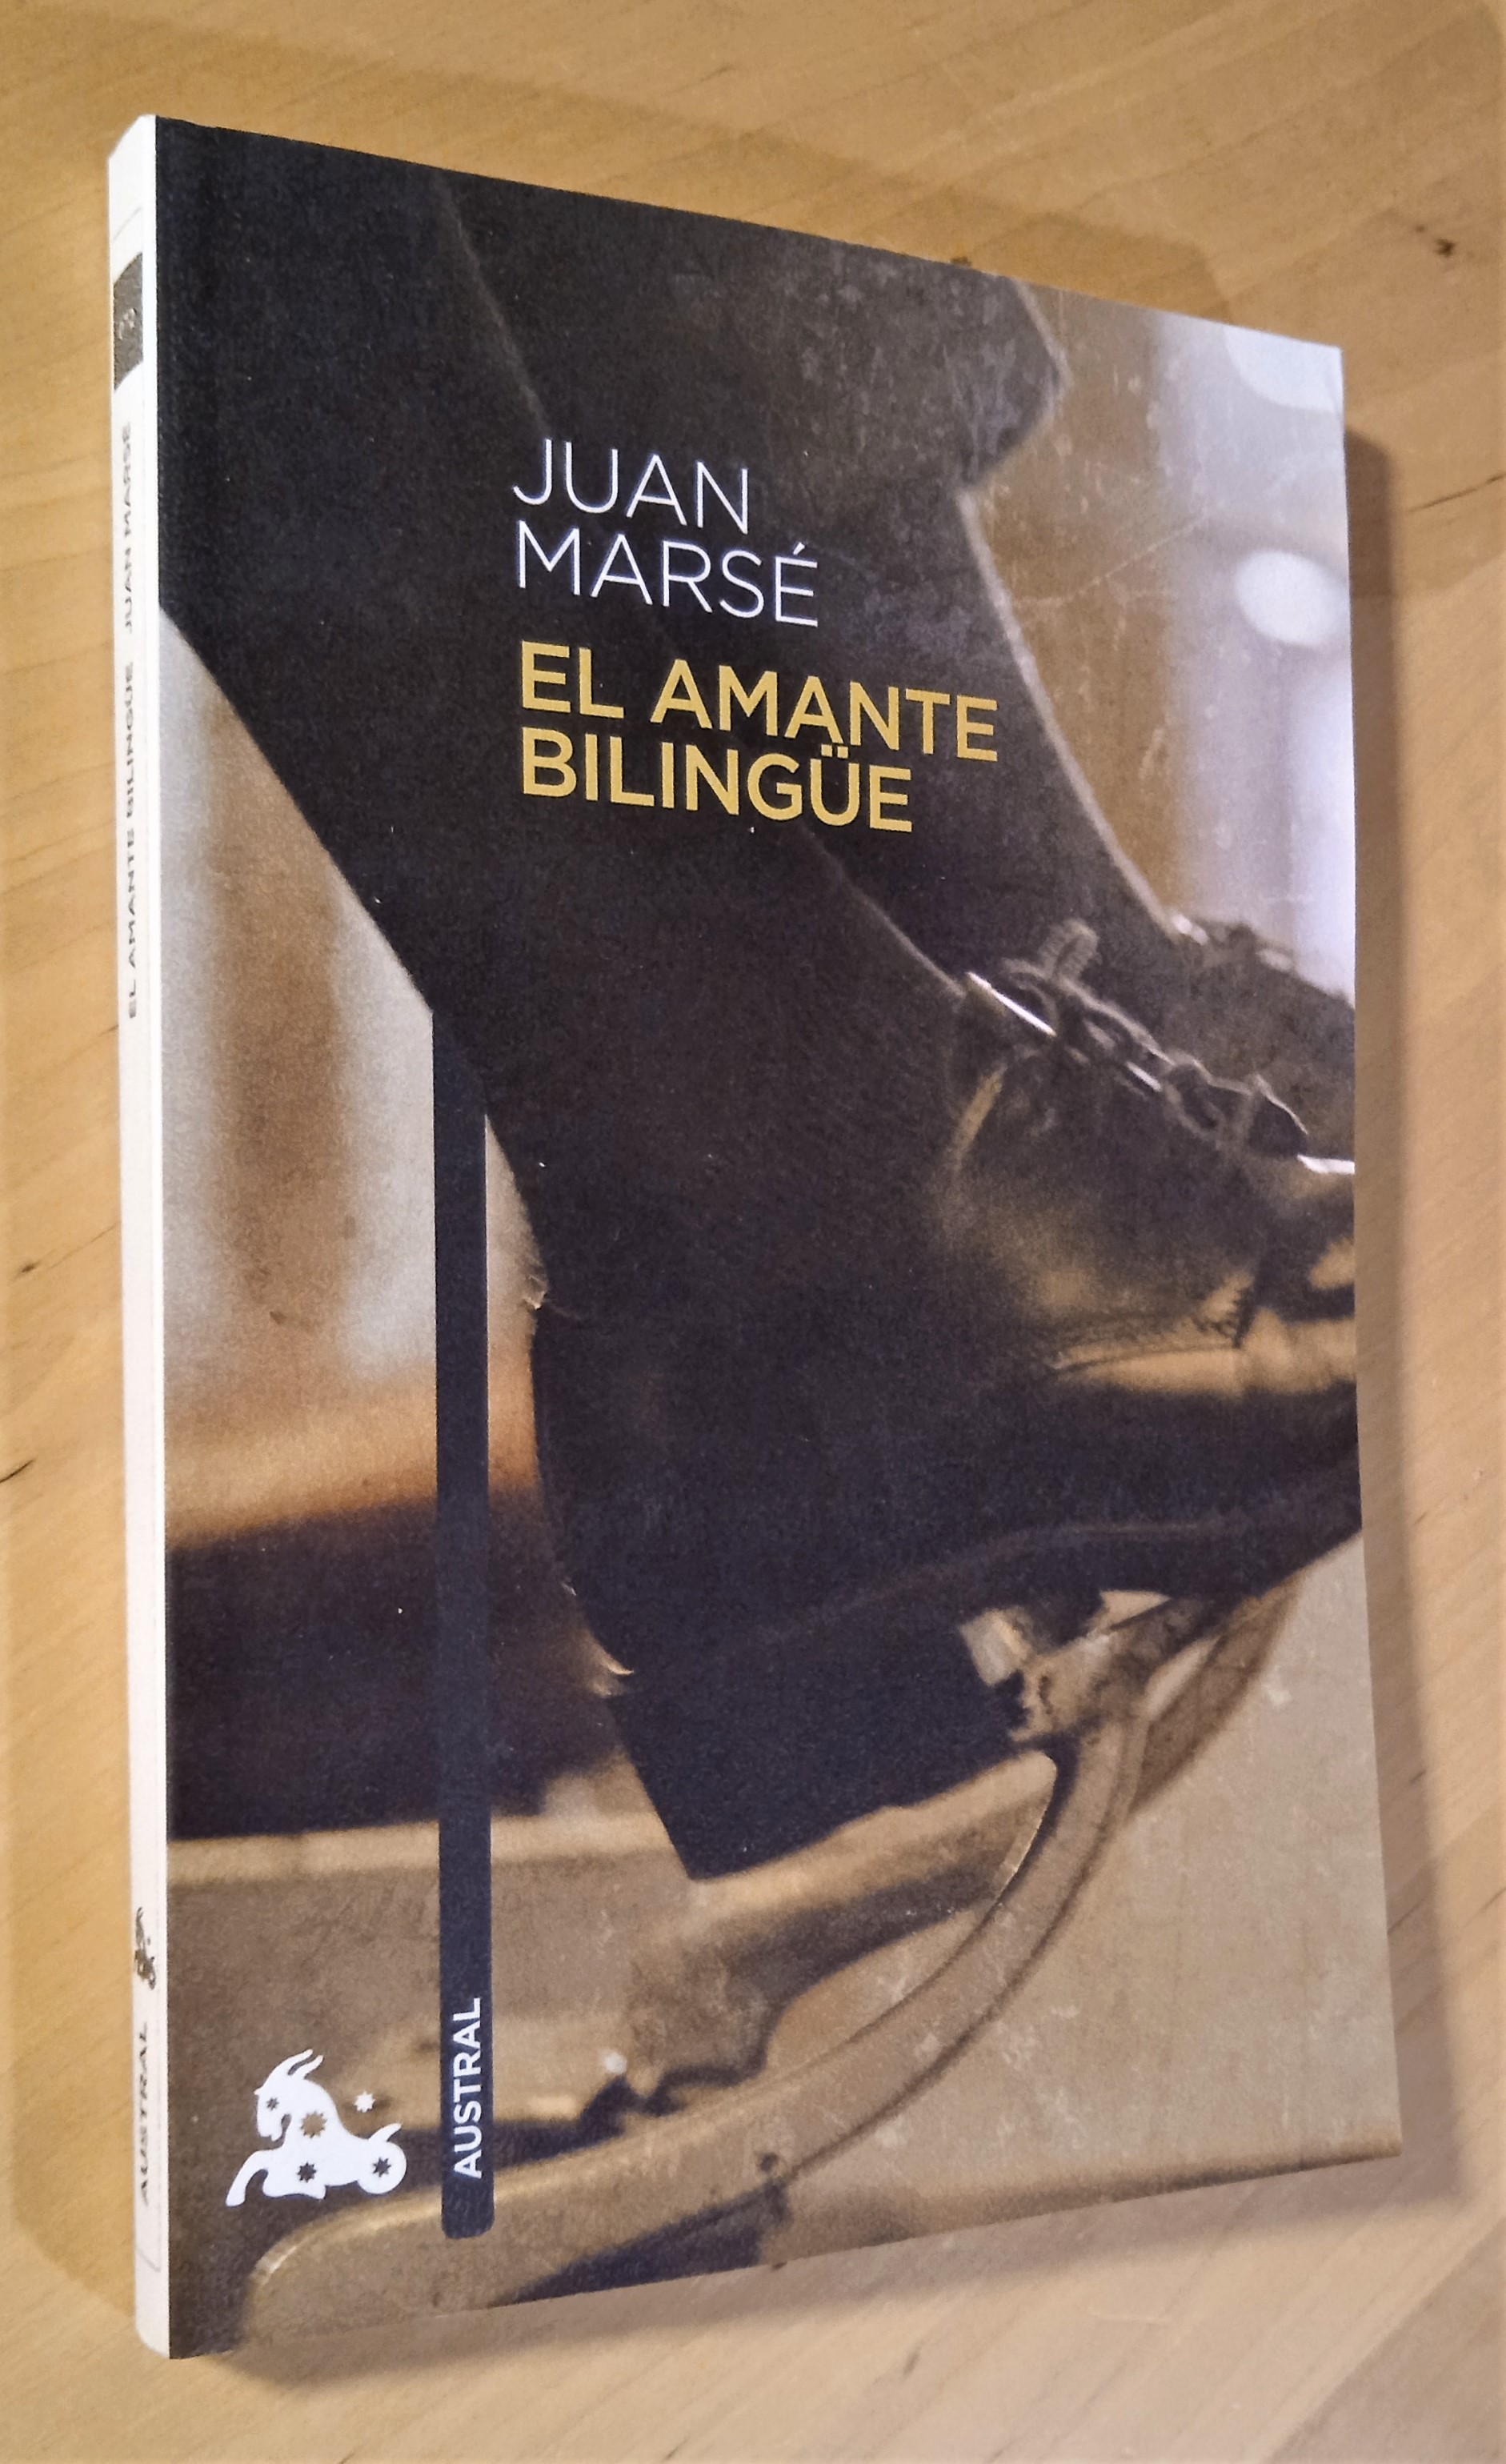 JUAN
MARSÉ
EL AMANTE
BILINGÜE
AUSTRAL
EL AMANTE BILINGÜE JUAN MARSÉ
AUSTRAL